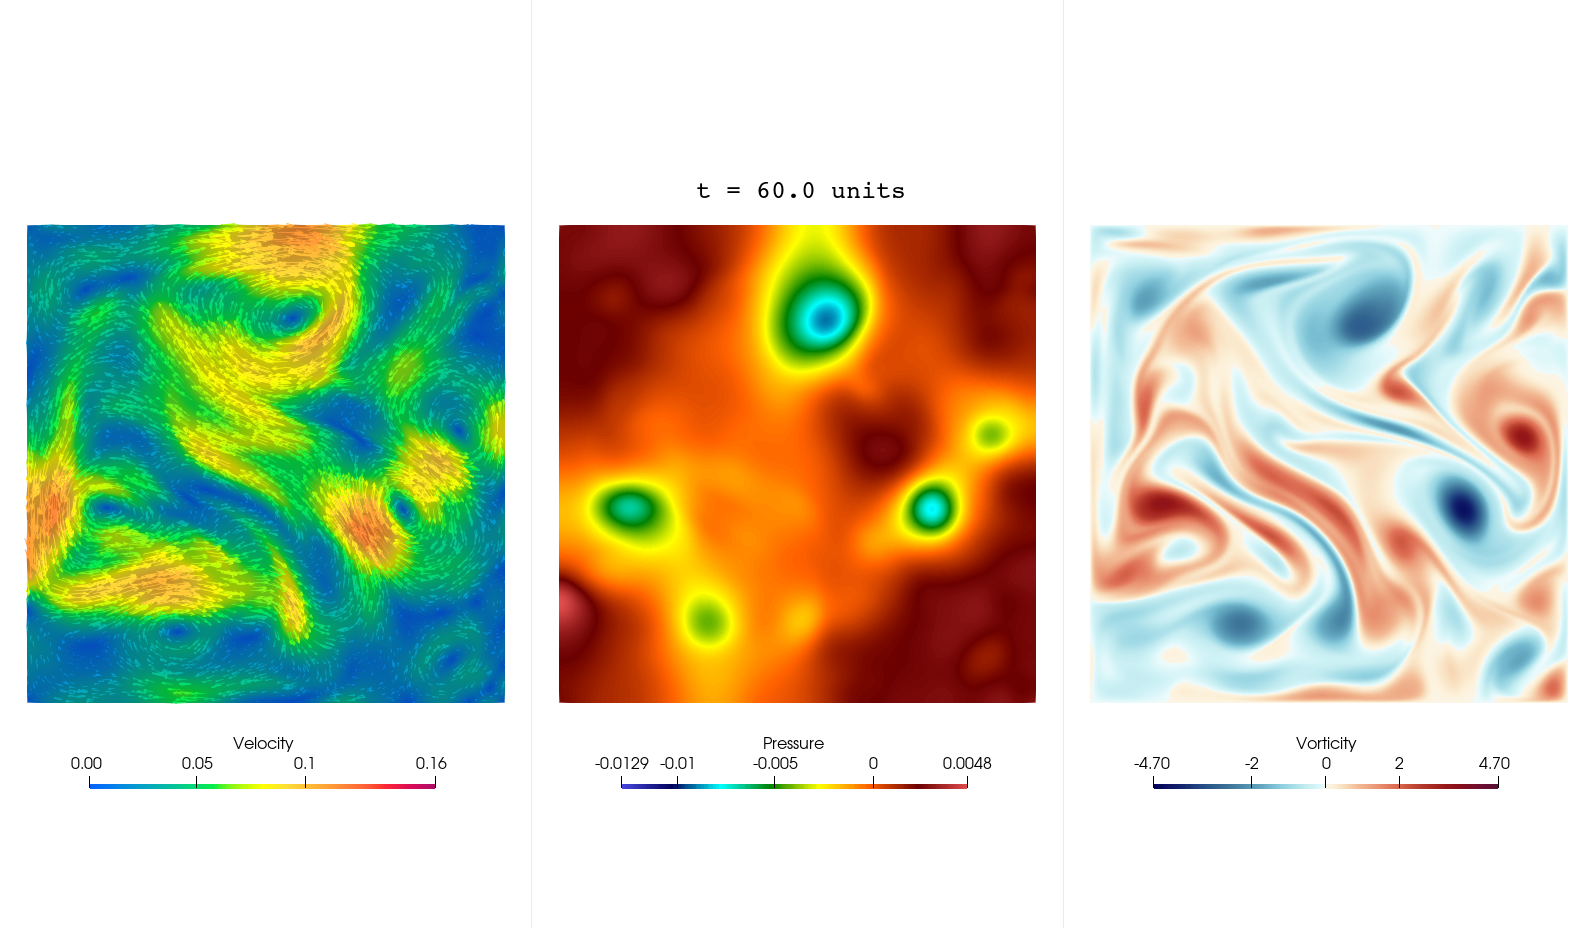 t = 60.0 units
Velocity
0.00 0.05 0.1 0.16
Pressure
-0.0129 -0.01 -0.005 0 0.0048
Vorticity
-4.70 -2 0 2 4.70